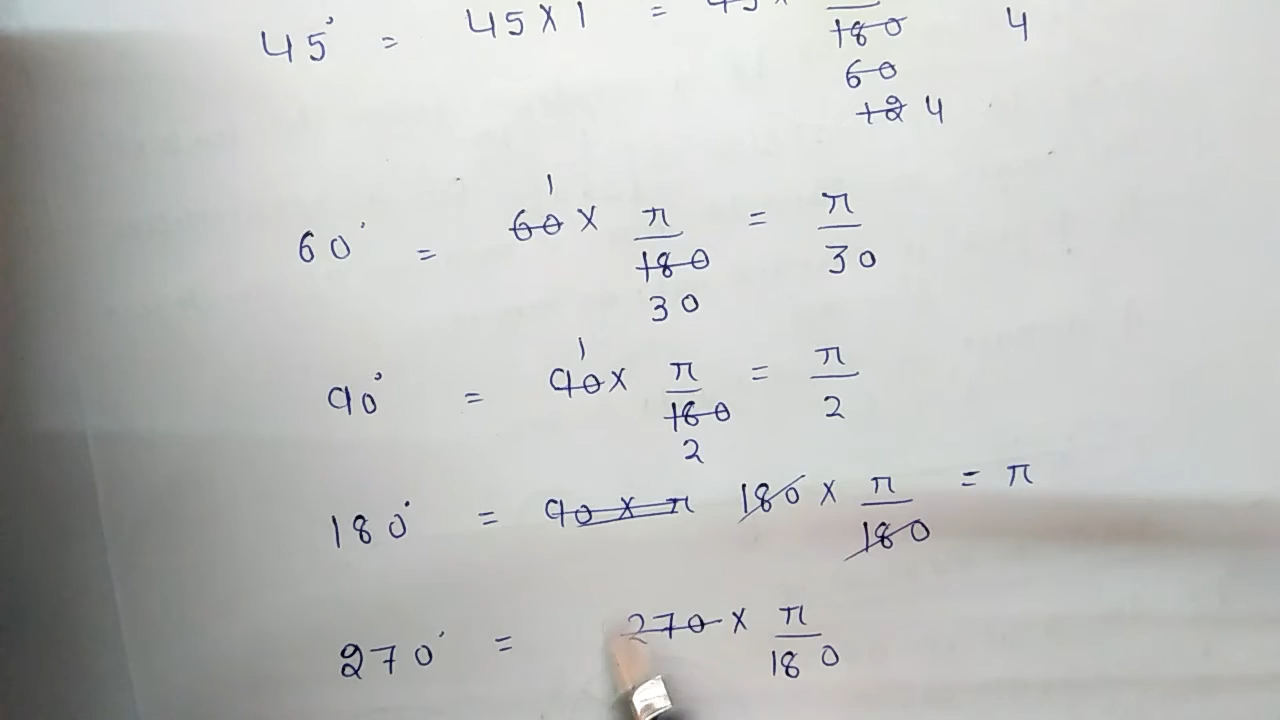 45° = 45 × 1 = 45 × 180 4
60
12 4
1
60° = 60 × π/180 = π/30
30
1
90° = 90 × π/180 = π/2
2
180° = 90 × π 180 × π/180 = π
270° = 270 × π/180